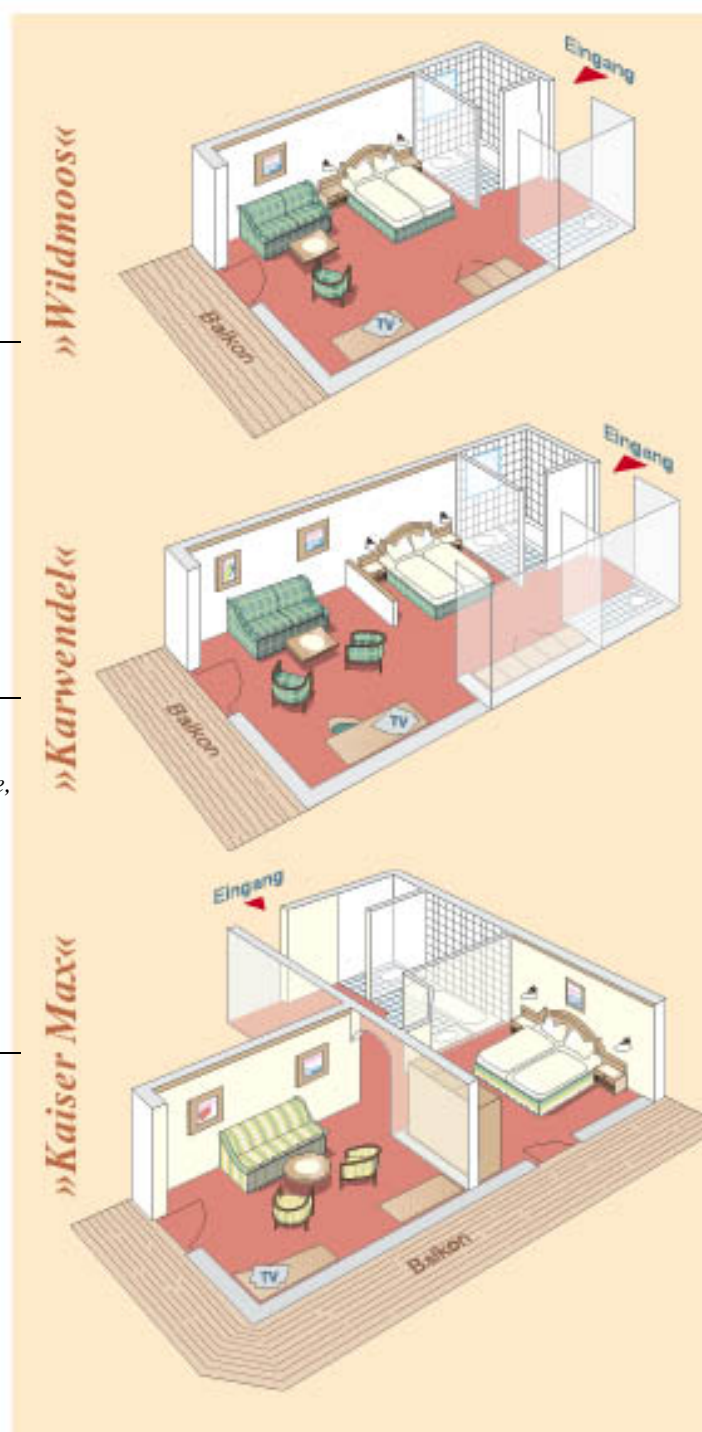 »Wildmoos«
Eingang
TV
Balkon
»Karwendel«
Eingang
TV
Balkon
e,
»Kaiser Max«
Eingang
TV
Balkon